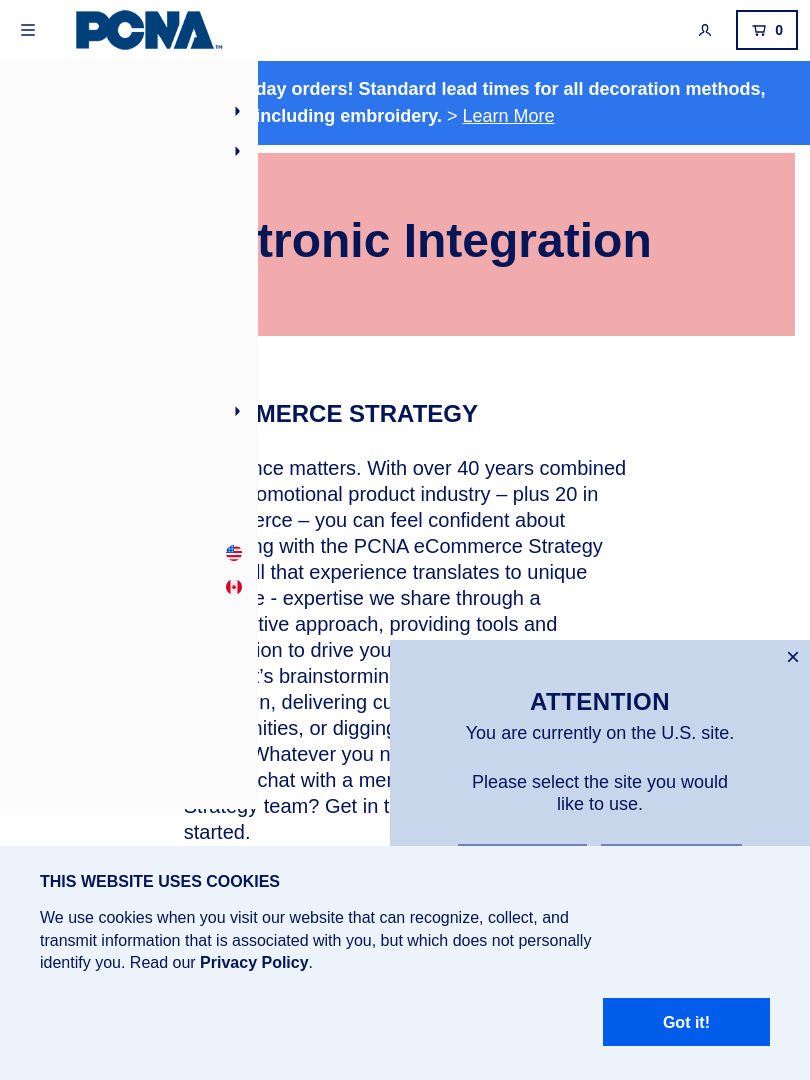 PCNA
TM
0
day orders! Standard lead times for all decoration methods,
including embroidery. > Learn More
tronic Integration
MERCE STRATEGY
nce matters. With over 40 years combined
omotional product industry – plus 20 in
erce – you can feel confident about
ng with the PCNA eCommerce Strategy
ll that experience translates to unique
e - expertise we share through a
tive approach, providing tools and
ion to drive you
t’s brainstorming
n, delivering cu
nities, or digging
Whatever you n
chat with a mer
Strategy team? Get in t
started.
×
ATTENTION
You are currently on the U.S. site.
Please select the site you would
like to use.
THIS WEBSITE USES COOKIES
We use cookies when you visit our website that can recognize, collect, and
transmit information that is associated with you, but which does not personally
identify you. Read our Privacy Policy.
Got it!